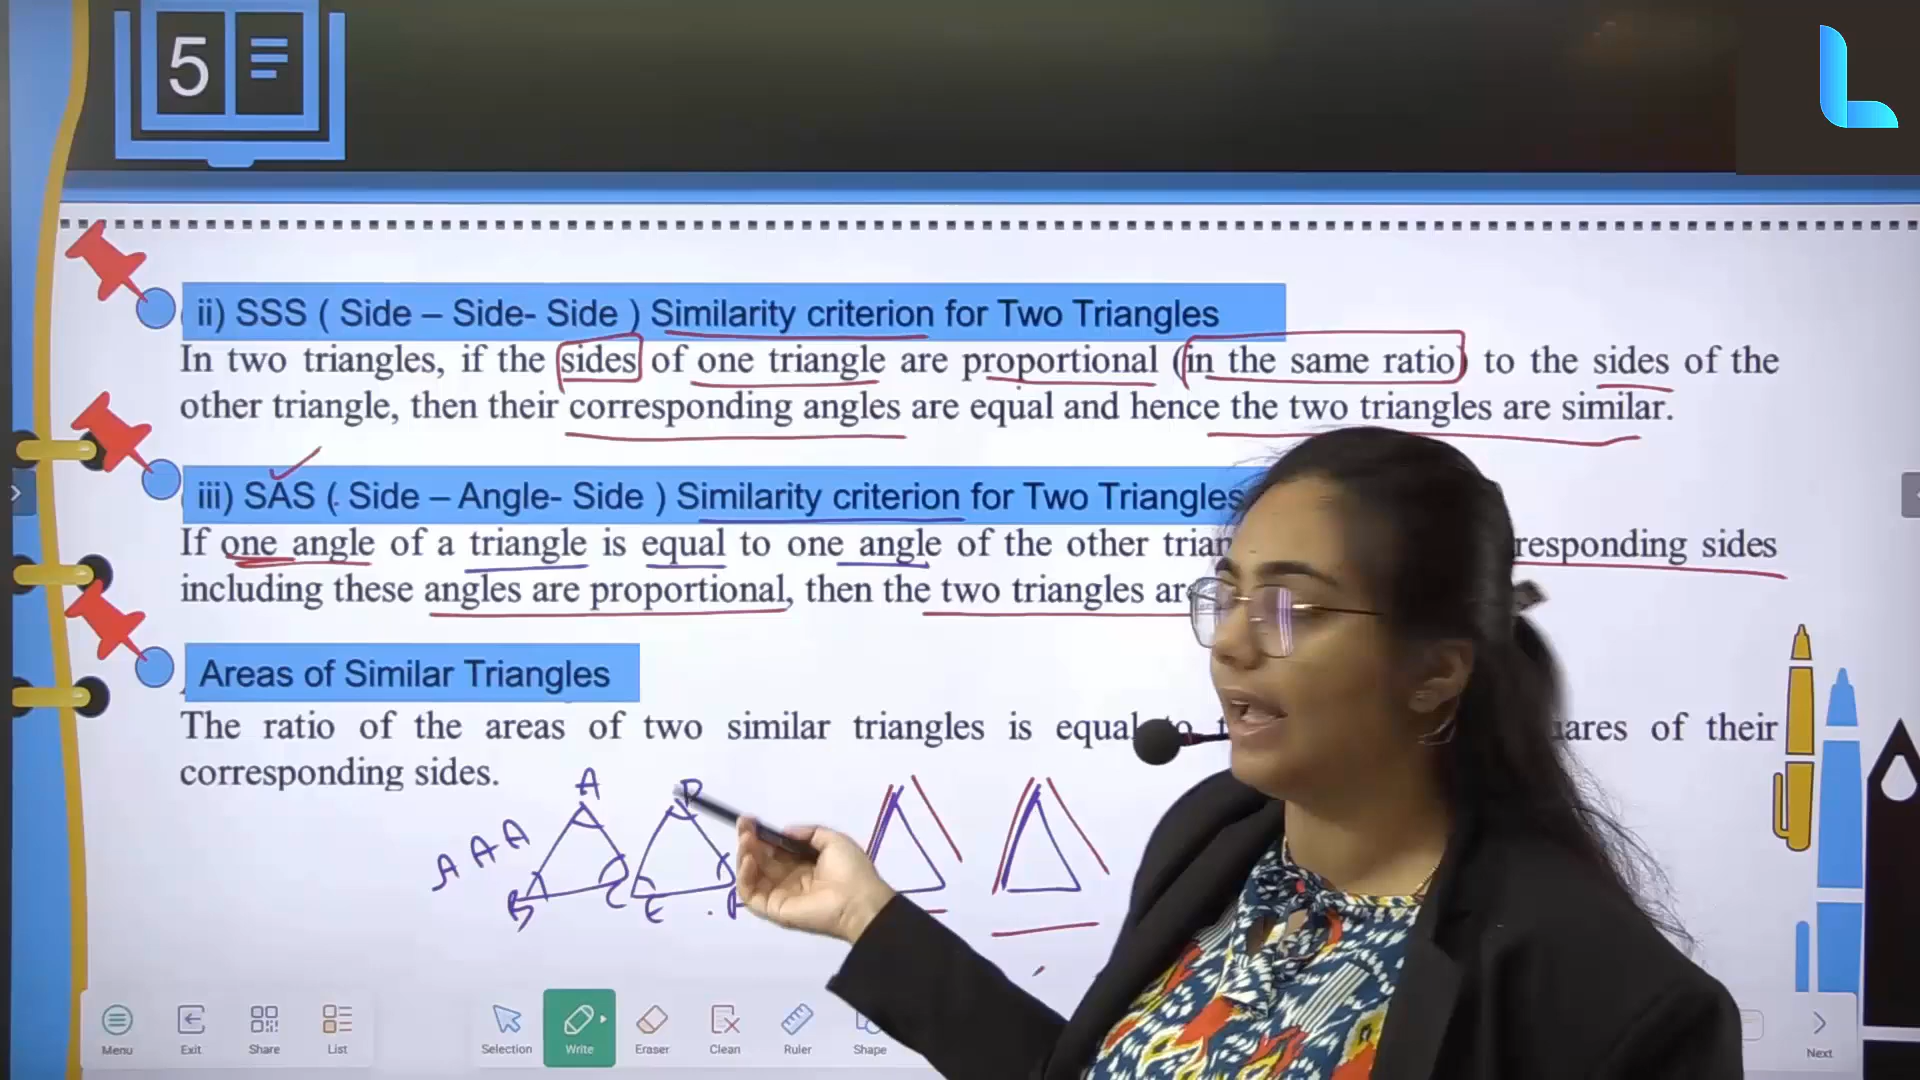 5
ii) SSS ( Side – Side- Side ) Similarity criterion for Two Triangles
In two triangles, if the sides of one triangle are proportional (in the same ratio) to the sides of the
other triangle, then their corresponding angles are equal and hence the two triangles are similar.
iii) SAS ( Side – Angle- Side ) Similarity criterion for Two Triangles
If one angle of a triangle is equal to one angle of the other responding sides
including these angles are proportional, then the two triangles
Areas of Similar Triangles
The ratio of the areas of two similar triangles is equal to of their
corresponding sides.
A A A
A
B
C
D
E
Menu
Exit
Share
List
Selection
Write
Eraser
Clean
Ruler
Shape
Next